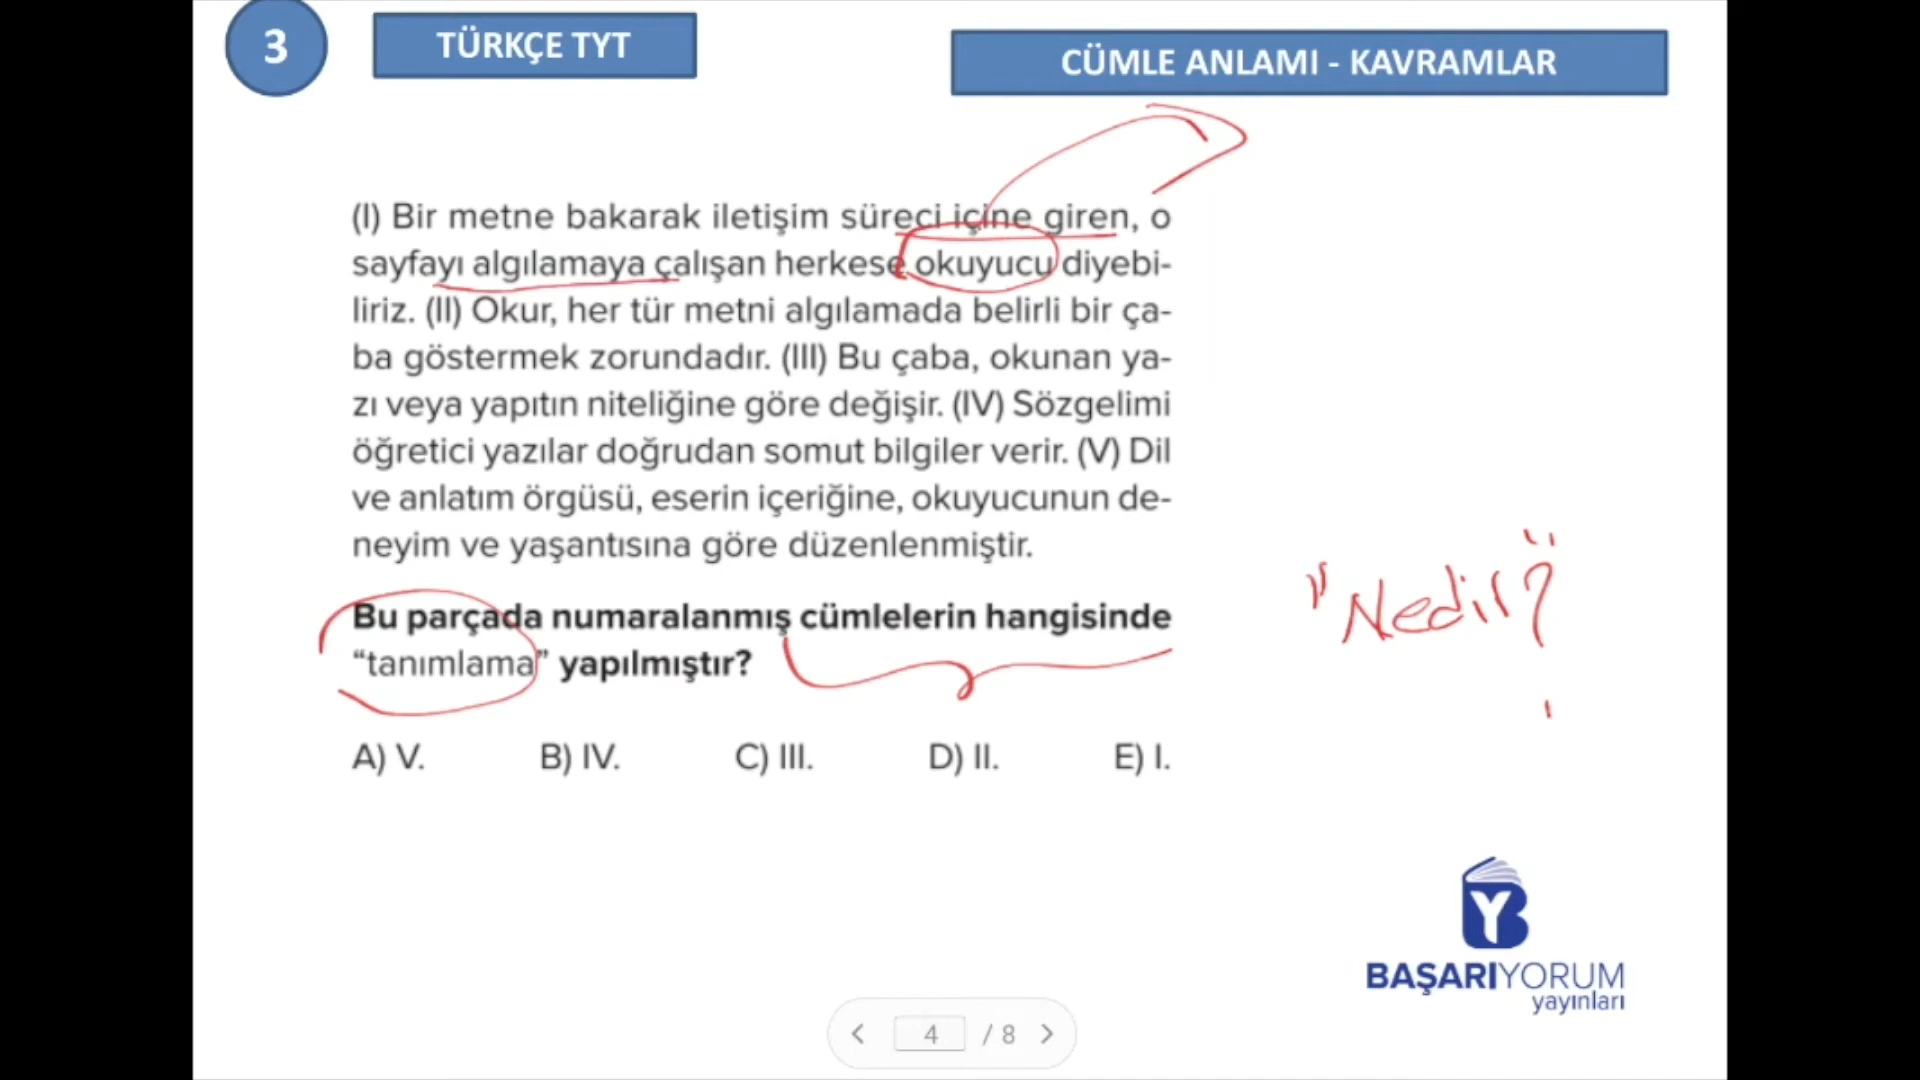 3
TÜRKÇE TYT
CÜMLE ANLAMI - KAVRAMLAR
(I) Bir metne bakarak iletişim süreci içine giren, o
sayfayı algılamaya çalışan herkese okuyucu diyebi-
liriz. (II) Okur, her tür metni algılamada belirli bir ça-
ba göstermek zorundadır. (III) Bu çaba, okunan ya-
zı veya yapıtın niteliğine göre değişir. (IV) Sözgelimi
öğretici yazılar doğrudan somut bilgiler verir. (V) Dil
ve anlatım örgüsü, eserin içeriğine, okuyucunun de-
neyim ve yaşantısına göre düzenlenmiştir.
Bu parçada numaralanmış cümlelerin hangisinde
“tanımlama” yapılmıştır?
A) V. B) IV. C) III. D) II. E) I.
"Nedir?"
BAŞARIYORUM
yayınları
4 / 8